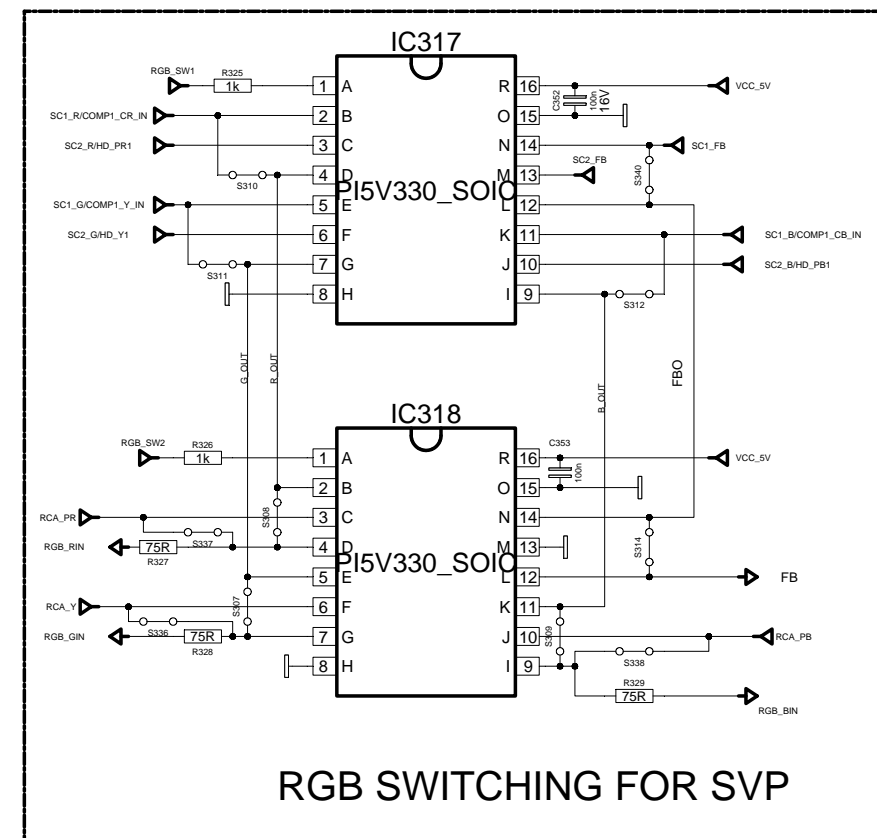 IC317
RGB_SW1
R325
1k
1 A
R 16
C352
100n
16V
VCC_5V
SC1_R/COMP1_CR_IN
2 B
O 15
SC2_R/HD_PR1
3 C
N 14
SC1_FB
S310
4 D
M 13
SC2_FB
S340
PI5V330_SOIC
SC1_G/COMP1_Y_IN
5 E
L 12
SC2_G/HD_Y1
6 F
K 11
SC1_B/COMP1_CB_IN
S311
7 G
J 10
SC2_B/HD_PB1
8 H
I 9
S312
G_OUT
R_OUT
B_OUT
FBO
IC318
RGB_SW2
R326
1k
1 A
R 16
C353
100n
VCC_5V
2 B
O 15
S308
RCA_PR
3 C
N 14
S337
RGB_RIN
75R
R327
4 D
M 13
S314
PI5V330_SOIC
5 E
L 12
FB
S307
RCA_Y
6 F
K 11
S336
S309
RGB_GIN
75R
R328
7 G
J 10
RCA_PB
8 H
I 9
S338
R329
75R
RGB_BIN
RGB SWITCHING FOR SVP